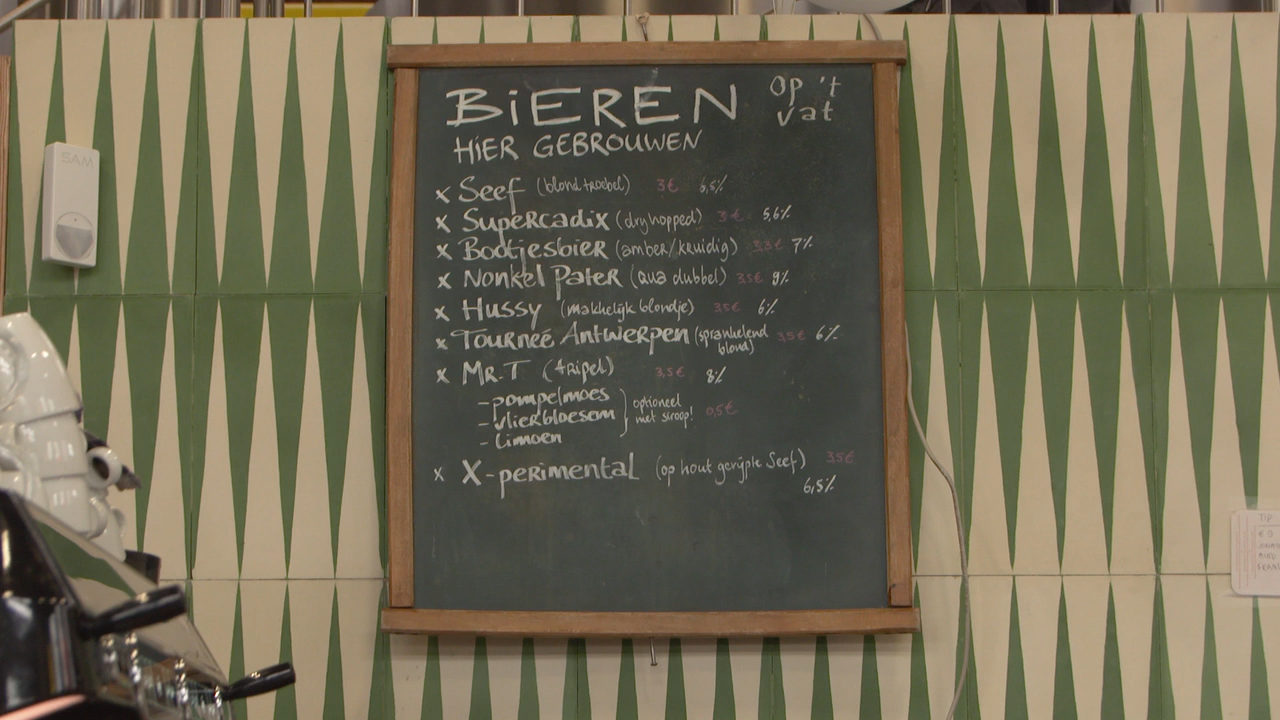 BiEREN Op 't vat
HiER GEBROUWEN
x Seef (blond troebel) 3€ 6,5%
x Supercadix (dryhopped) 3€ 5,6%
x Bootjesbier (amber/kruidig) 3,5€ 7%
x Nonkel Pater (qua dubbel) 3,5€ 9%
x Hussy (makkelijk blondje) 3,5€ 6%
x Tourneé Antwerpen (sprankelend blond) 3,5€ 6%
x Mr.T (tripel) 3,5€ 8%
- pompelmoes
- vlierbloesem
- limoen
optioneel
met siroop! 0,5€
x X-perimental (op hout gerijpte Seef) 3,5€
6,5%
SAM